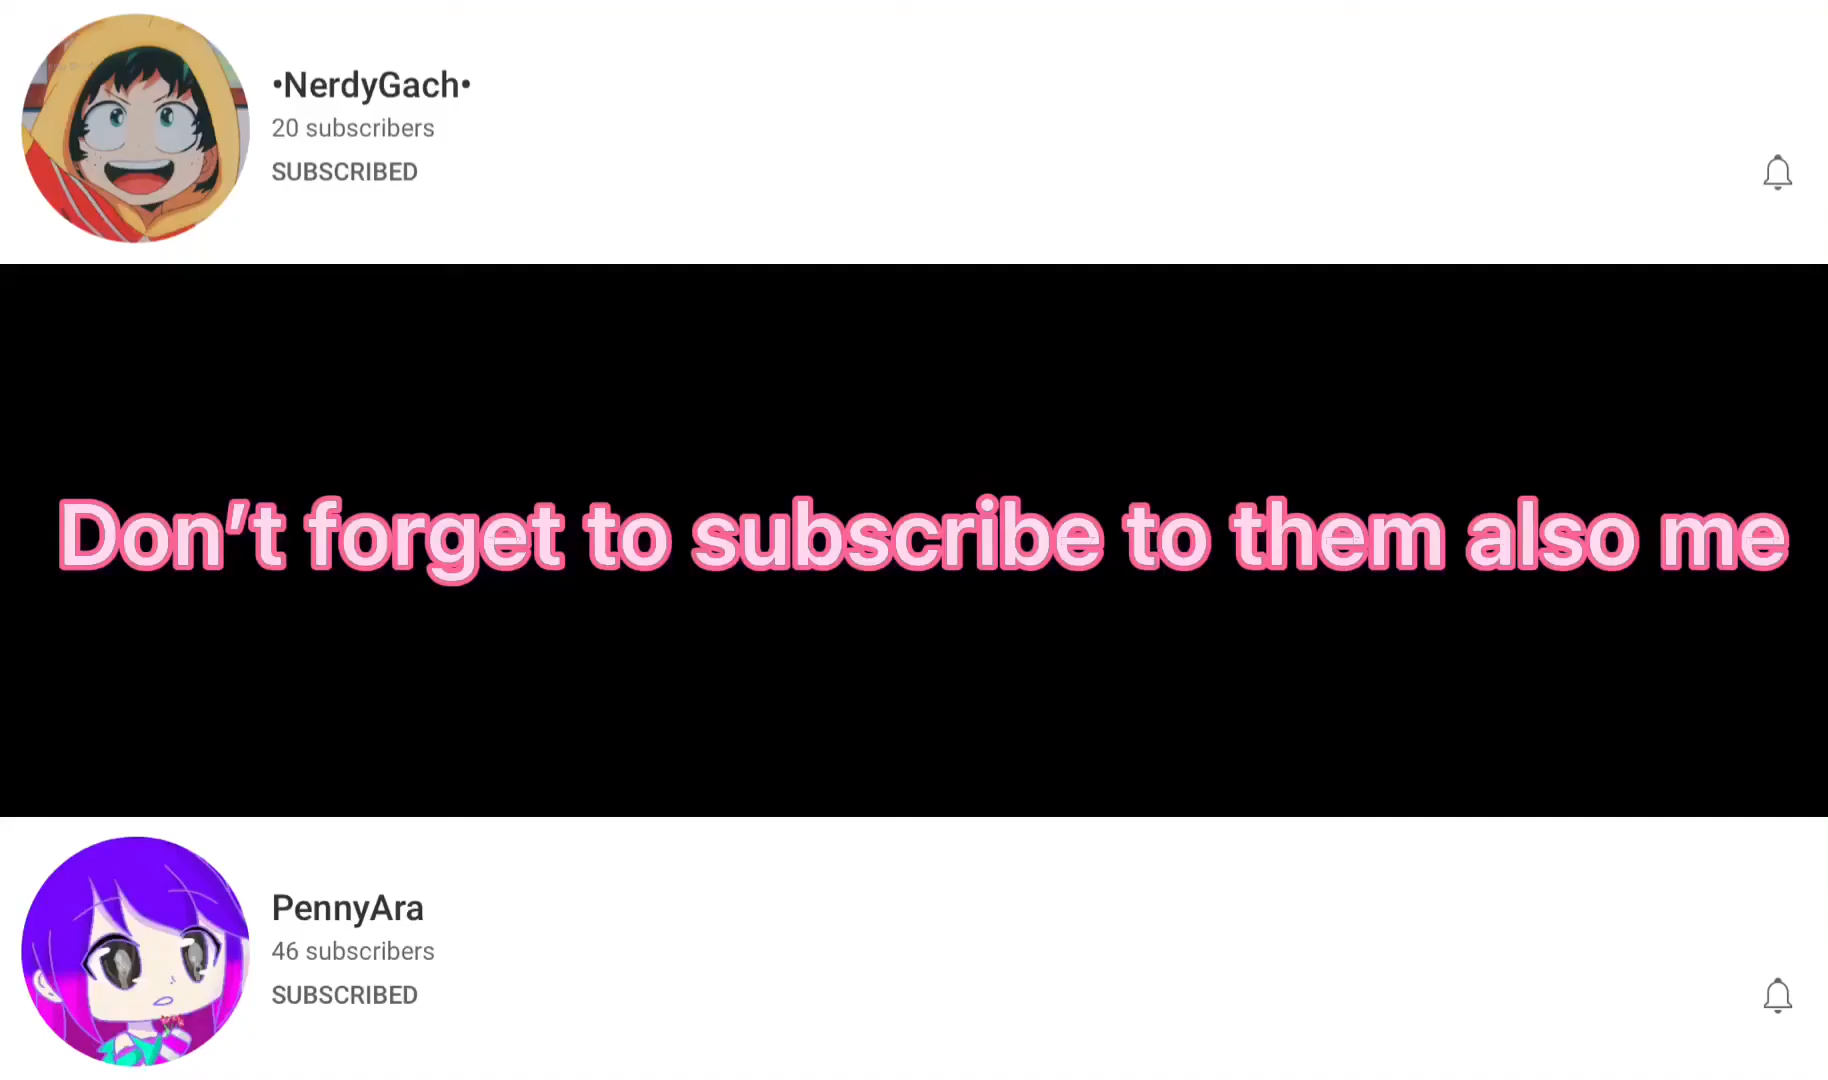 •NerdyGach•
20 subscribers
SUBSCRIBED
Don’t forget to subscribe to them also me
PennyAra
46 subscribers
SUBSCRIBED